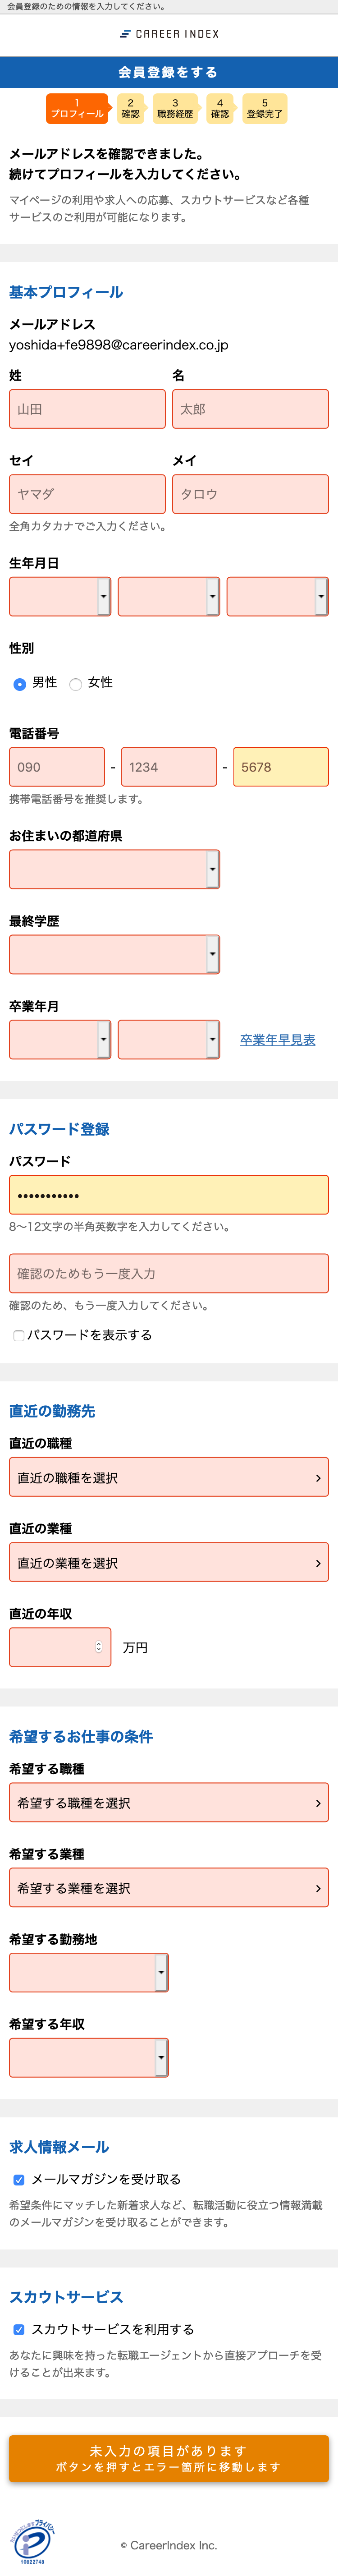 会員登録のための情報を入力してください。
CAREER INDEX
会員登録をする
1 2 3 4 5
プロフィール 確認 職務経歴 確認 登録完了
メールアドレスを確認できました。
続けてプロフィールを入力してください。
マイページの利用や求人への応募、スカウトサービスなど各種
サービスのご利用が可能になります。
基本プロフィール
メールアドレス
yoshida+fe9898@careerindex.co.jp
姓 名
山田 太郎
セイ メイ
ヤマダ タロウ
全角カタカナでご入力ください。
生年月日
性別
男性 女性
電話番号
090 - 1234 - 5678
携帯電話番号を推奨します。
お住まいの都道府県
最終学歴
卒業年月
卒業年早見表
パスワード登録
パスワード
•••••••••••
8〜12文字の半角英数字を入力してください。
確認のためもう一度入力
確認のため、もう一度入力してください。
パスワードを表示する
直近の勤務先
直近の職種
直近の職種を選択
直近の業種
直近の業種を選択
直近の年収
万円
希望するお仕事の条件
希望する職種
希望する職種を選択
希望する業種
希望する業種を選択
希望する勤務地
希望する年収
求人情報メール
メールマガジンを受け取る
希望条件にマッチした新着求人など、転職活動に役立つ情報満載
のメールマガジンを受け取ることができます。
スカウトサービス
スカウトサービスを利用する
あなたに興味を持った転職エージェントから直接アプローチを受
けることが出来ます。
未入力の項目があります
ボタンを押すとエラー箇所に移動します
10822748
© CareerIndex Inc.